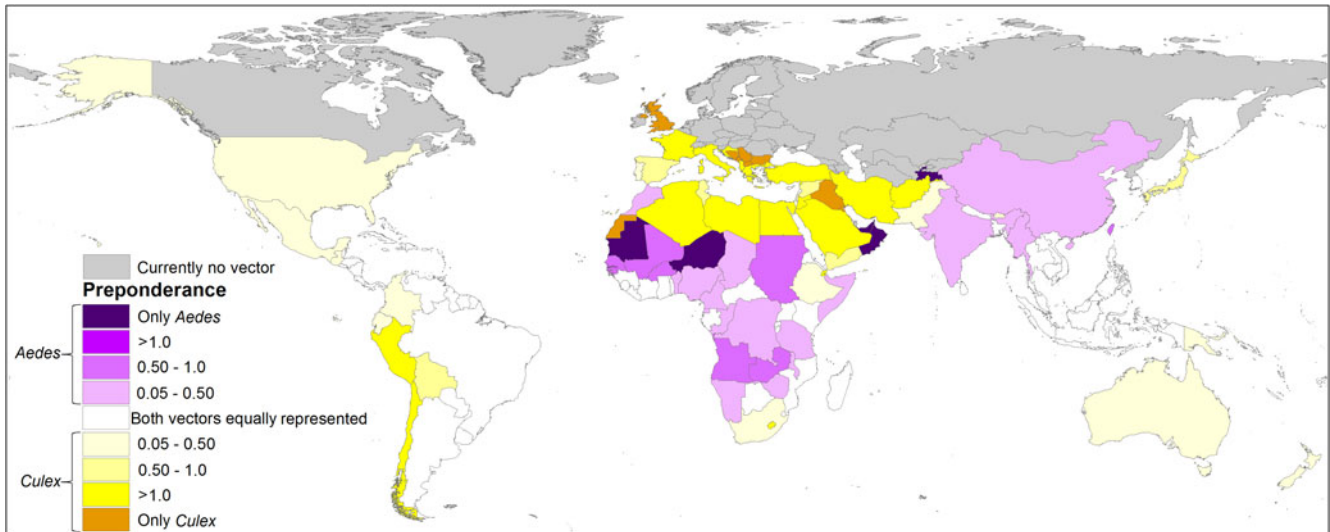 Currently no vector
Preponderance
Only Aedes
>1.0
0.50 - 1.0
0.05 - 0.50
Aedes
Both vectors equally represented
0.05 - 0.50
0.50 - 1.0
>1.0
Only Culex
Culex